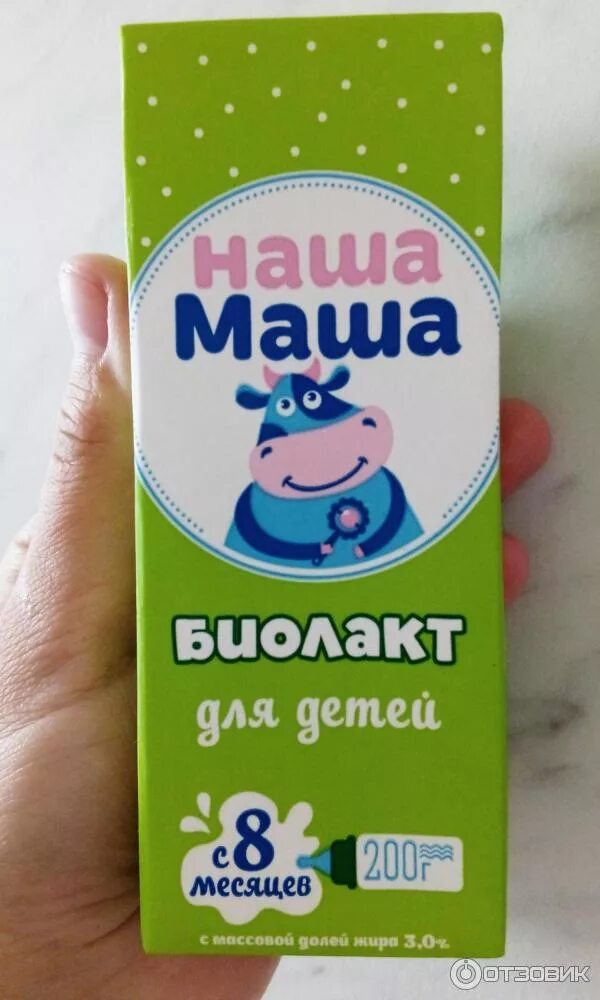 наша
маша
БИОЛАКТ
для детей
с 8
месяцев
200г
с массовой долей жира 3,0%
ОТЗОВИК